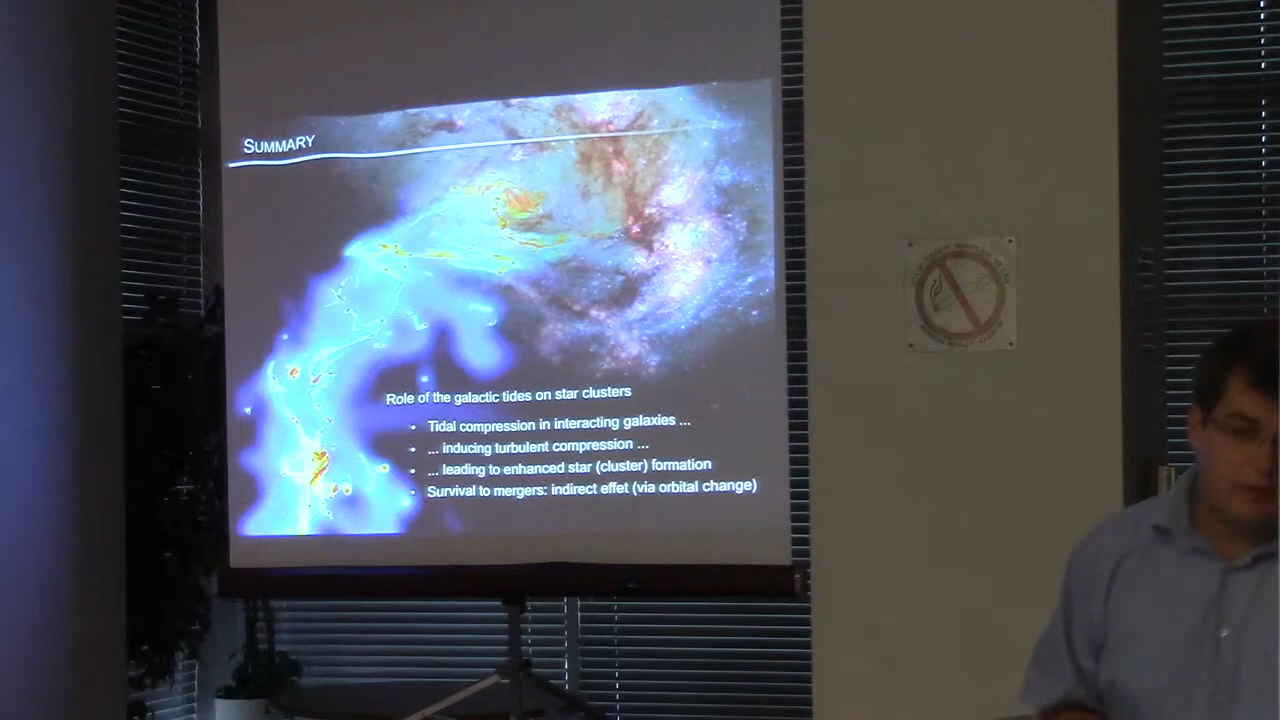 SUMMARY
Role of the galactic tides on star clusters
• Tidal compression in interacting galaxies ...
• ... inducing turbulent compression ...
• ... leading to enhanced star (cluster) formation
• Survival to mergers: indirect effet (via orbital change)